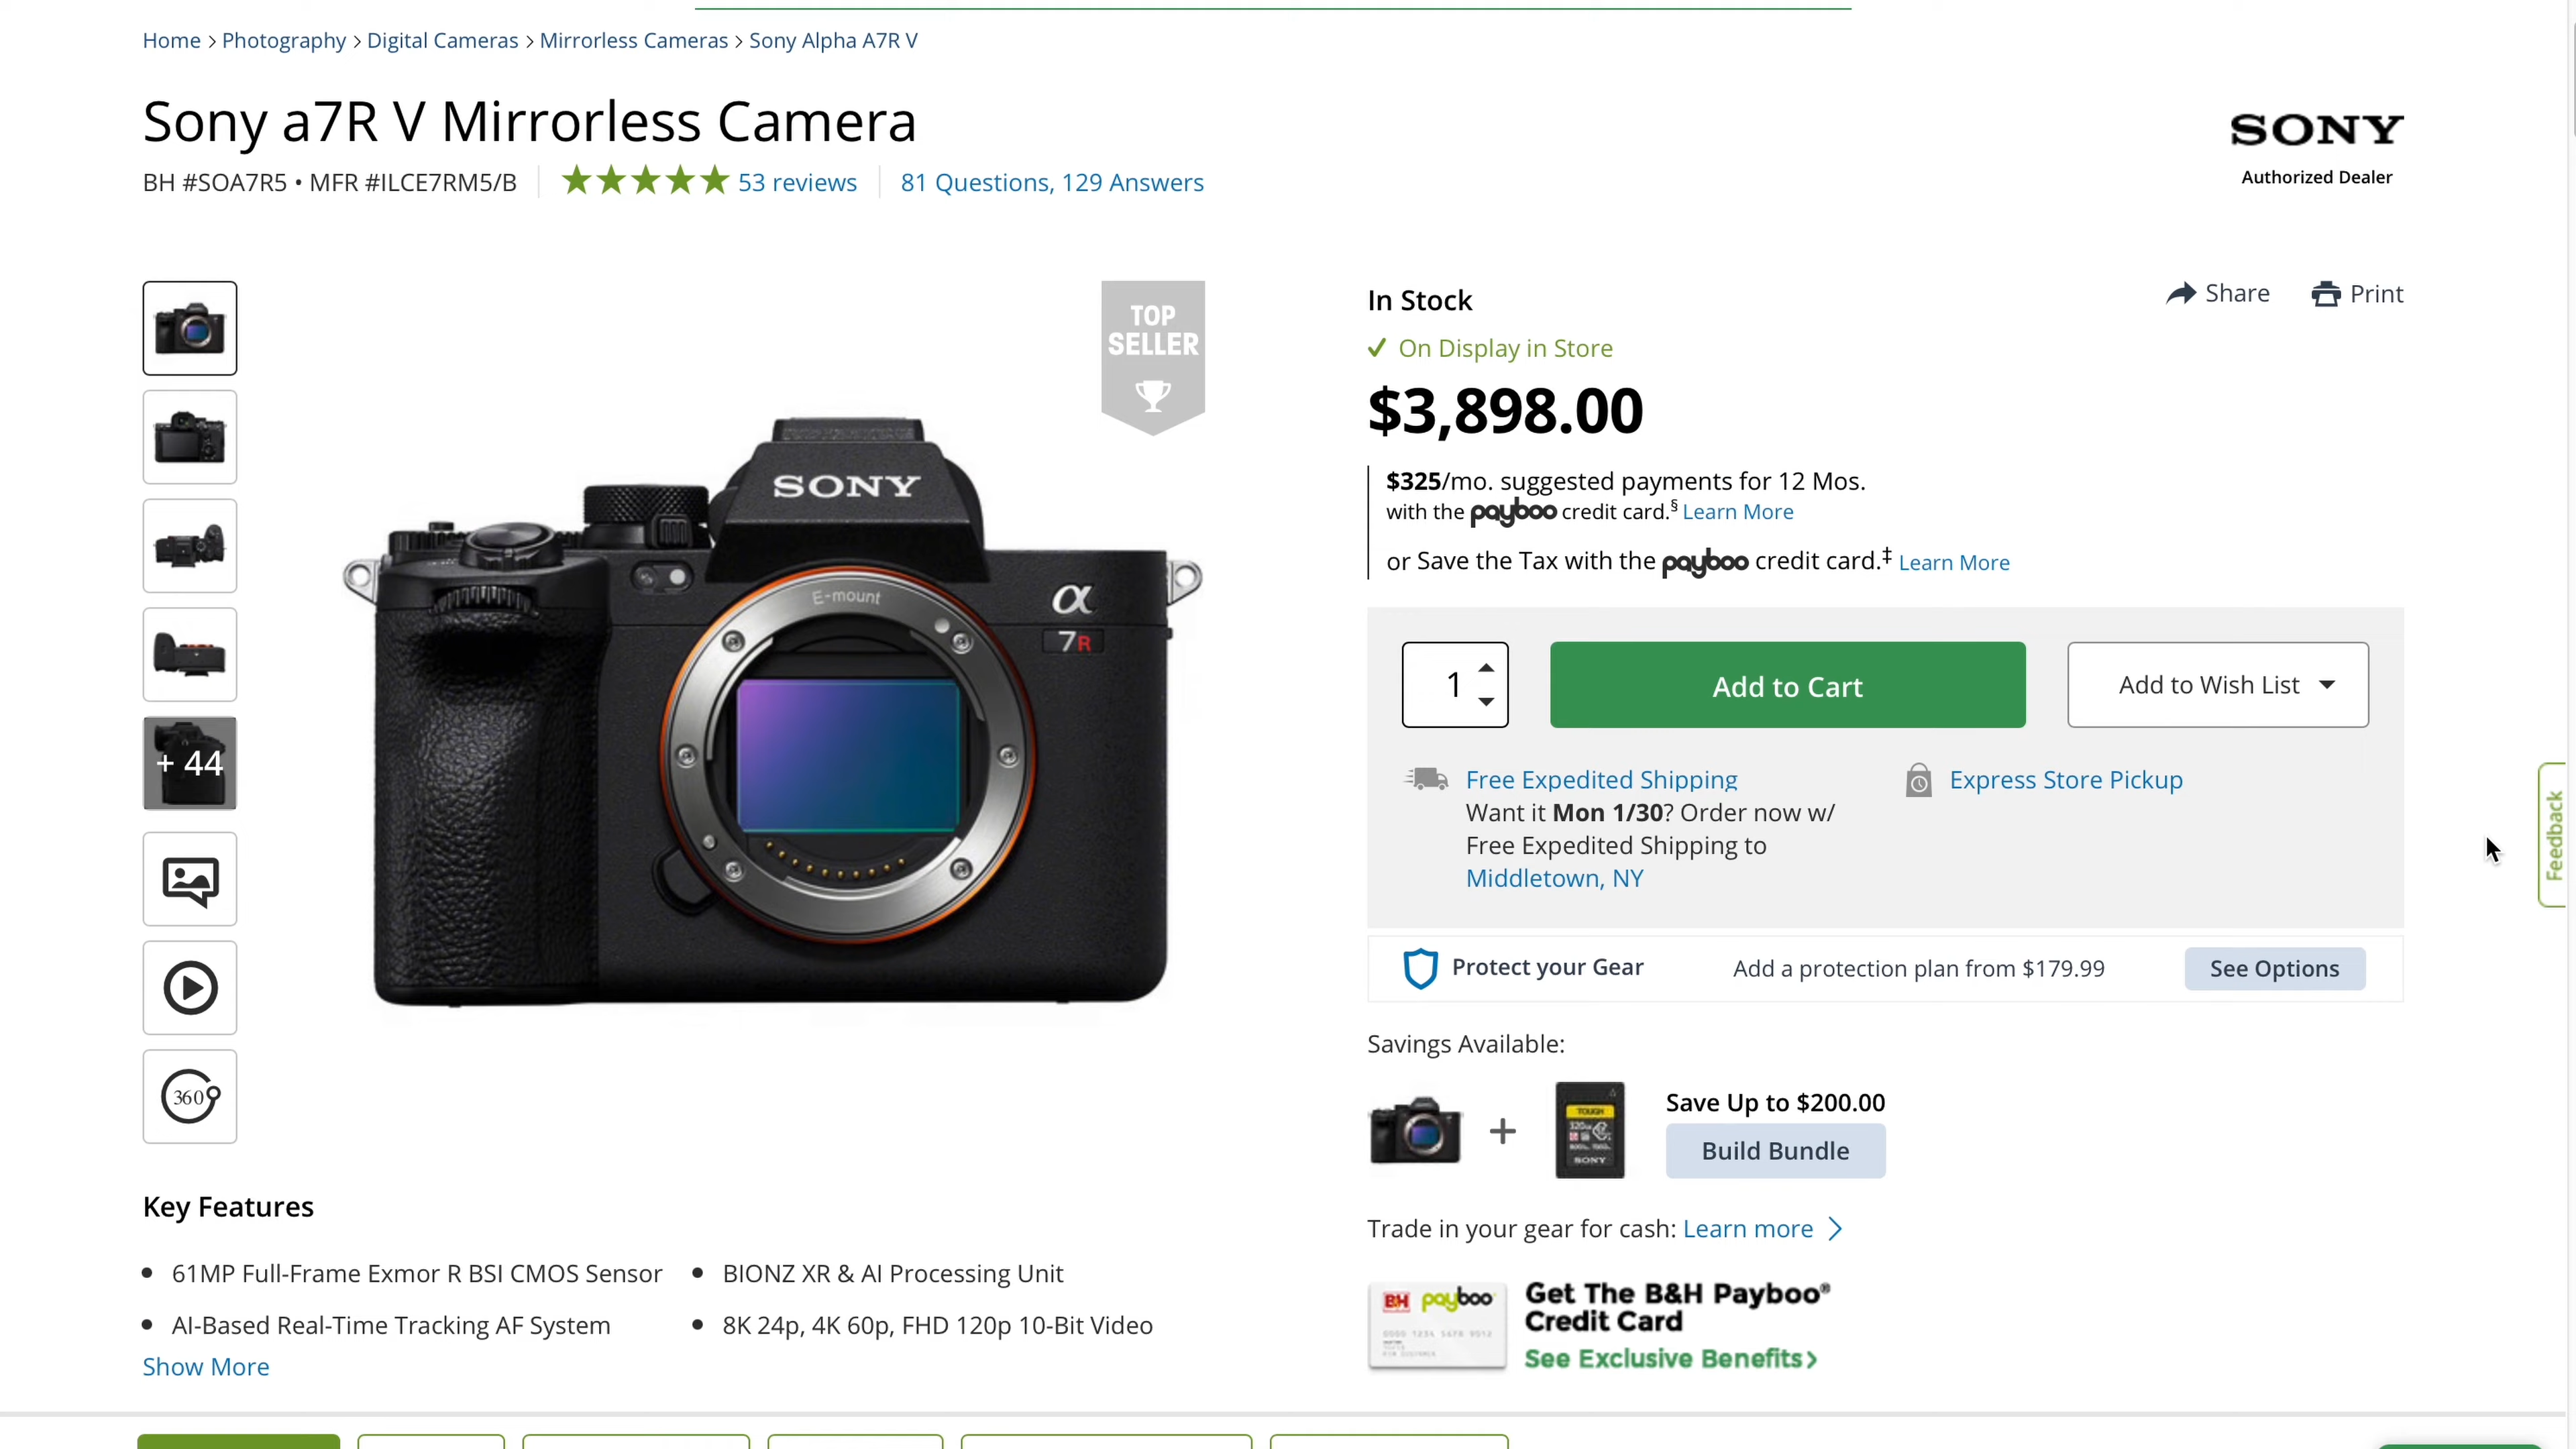 Home > Photography > Digital Cameras > Mirrorless Cameras > Sony Alpha A7R V
Sony a7R V Mirrorless Camera
BH #SOA7R5 • MFR #ILCE7RM5/B
53 reviews
81 Questions, 129 Answers
SONY
Authorized Dealer
TOP
SELLER
SONY
E-mount
α
7R
+ 44
360
In Stock
Share
Print
On Display in Store
$3,898.00
$325/mo. suggested payments for 12 Mos.
with the payboo credit card.§ Learn More
or Save the Tax with the payboo credit card.‡ Learn More
1
Add to Cart
Add to Wish List
Free Expedited Shipping
Want it Mon 1/30? Order now w/
Free Expedited Shipping to
Middletown, NY
Express Store Pickup
Feedback
Protect your Gear
Add a protection plan from $179.99
See Options
Savings Available:
TOUGH
SONY
Save Up to $200.00
Build Bundle
Trade in your gear for cash: Learn more
B&H payboo
Get The B&H Payboo®
Credit Card
See Exclusive Benefits >
Key Features
• 61MP Full-Frame Exmor R BSI CMOS Sensor
• AI-Based Real-Time Tracking AF System
• BIONZ XR & AI Processing Unit
• 8K 24p, 4K 60p, FHD 120p 10-Bit Video
Show More